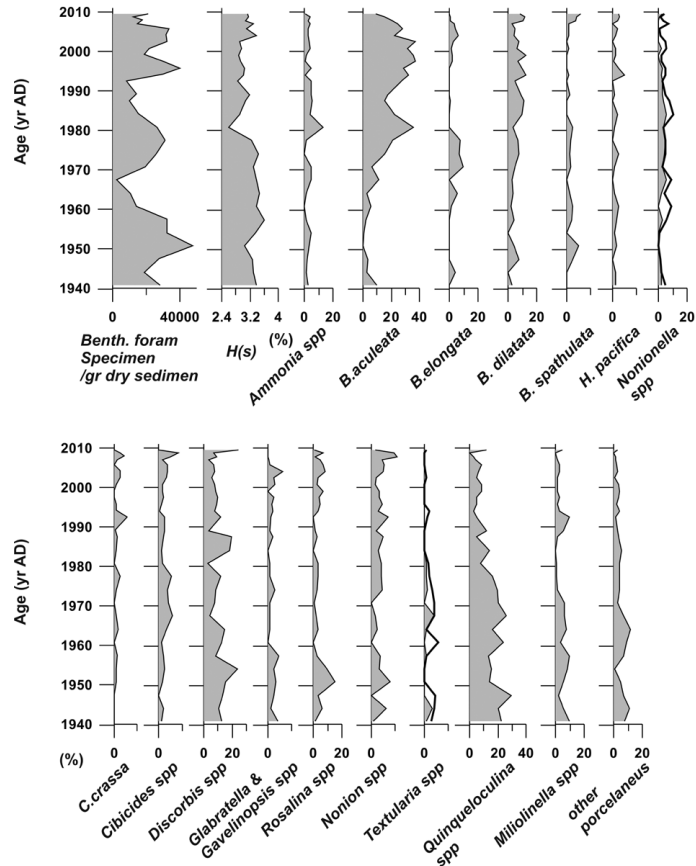 Age (yr AD)
2010
2000
1990
1980
1970
1960
1950
1940
0 40000
2.4 3.2 4
(%)
0 20
0 20 40
0 20
0 20
0
0
0 20
Benth. foram
Specimen
/gr dry sedimen
H(s)
Ammonia spp
B.aculeata
B.elongata
B. dilatata
B. spathulata
H. pacifica
Nonionella
spp
Age (yr AD)
2010
2000
1990
1980
1970
1960
1950
1940
(%)
0
0
0 20
0
0 20
0
0
0 20 40
0
0 20
C.crassa
Cibicides spp
Discorbis spp
Glabratella &
Gavelinopsis spp
Rosalina spp
Nonion spp
Textularia spp
Quinqueloculina
spp
Miliolinella spp
other
porcelaneus